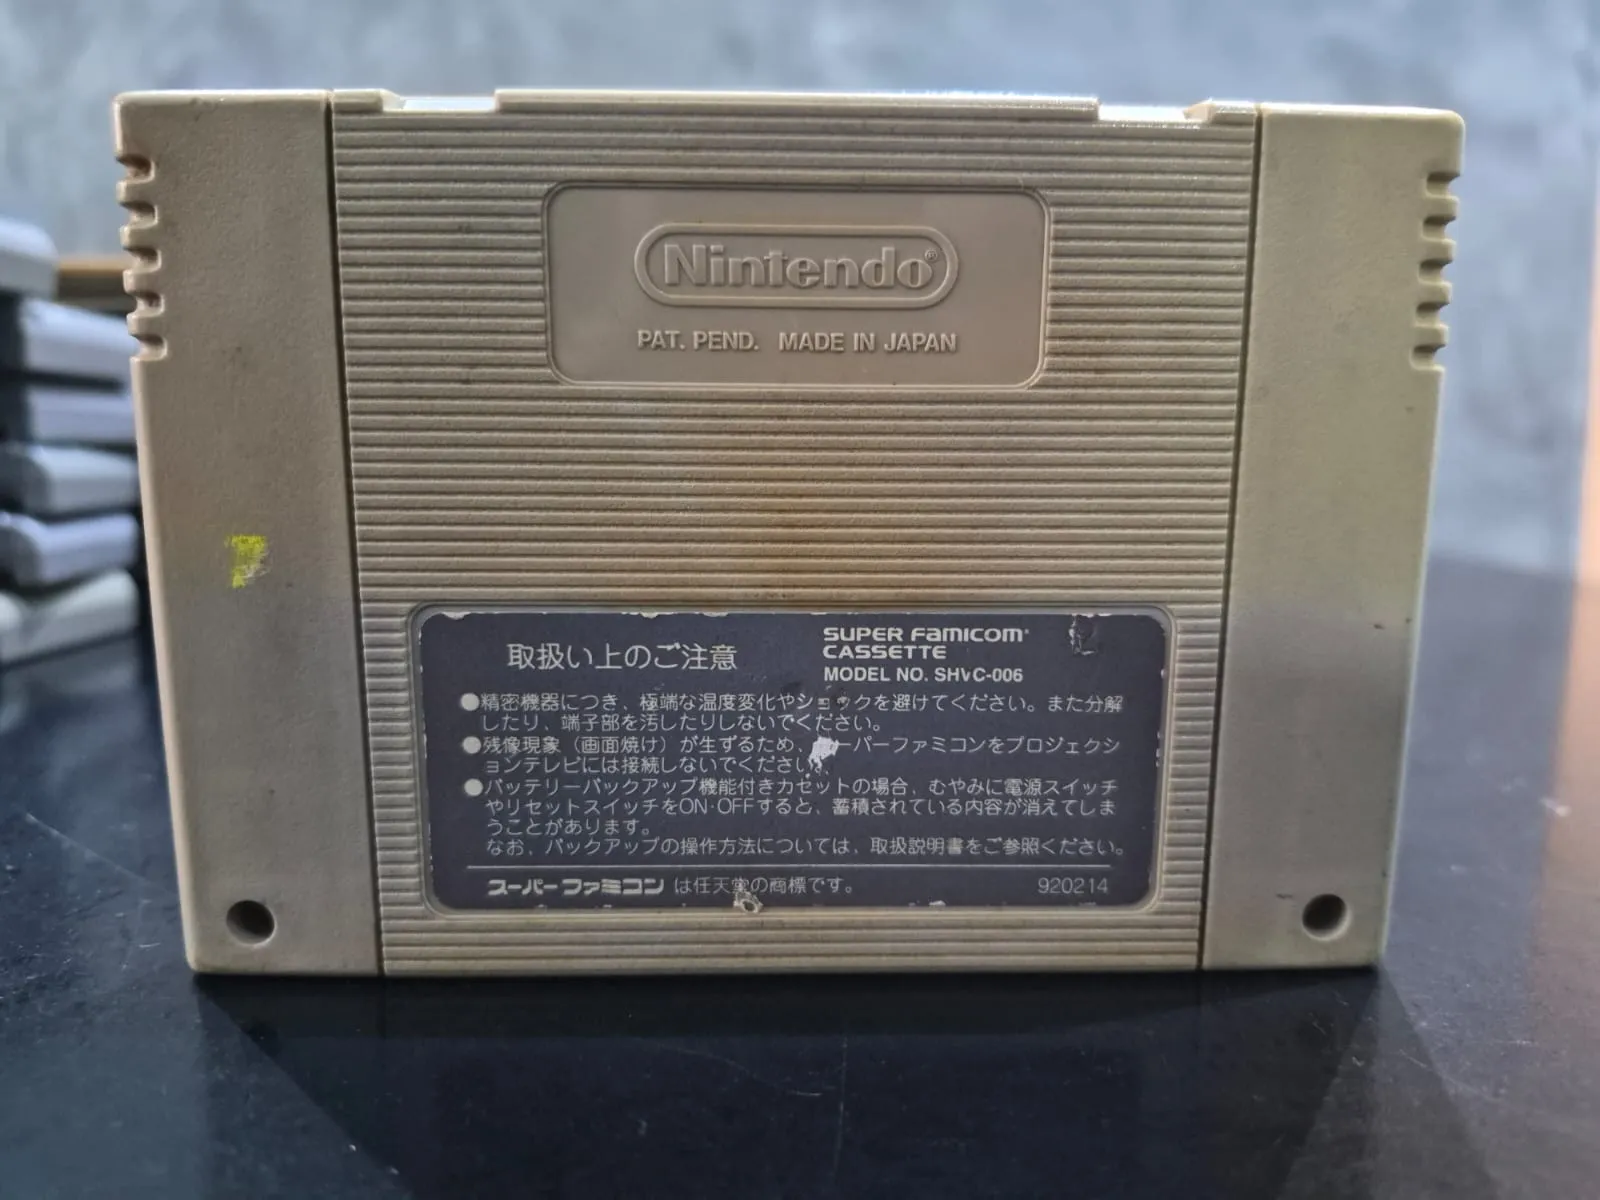 Nintendo®
PAT. PEND. MADE IN JAPAN
取扱い上のご注意
SUPER FAMICOM
CASSETTE
MODEL NO. SHVC-006
●精密機器につき、極端な温度変化やショックを避けてください。また分解
したり、端子部を汚したりしないでください。
●残像現象（画面焼け）が生ずるため、スーパーファミコンをプロジェクシ
ョンテレビには接続しないでください。
●バッテリーバックアップ機能付きカセットの場合、むやみに電源スイッチ
やリセットスイッチをON·OFFすると、蓄積されている内容が消えてしま
うことがあります。
なお、バックアップの操作方法については、取扱説明書をご参照ください。
スーパーファミコン は任天堂の商標です。
920214